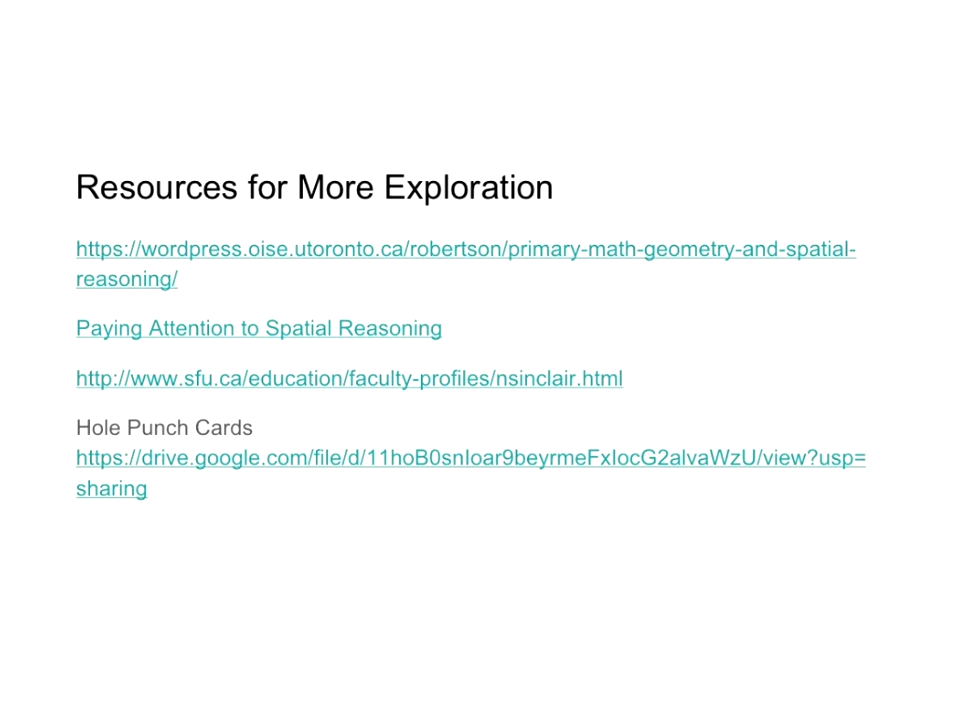 Resources for More Exploration
https://wordpress.oise.utoronto.ca/robertson/primary-math-geometry-and-spatial-
reasoning/
Paying Attention to Spatial Reasoning
http://www.sfu.ca/education/faculty-profiles/nsinclair.html
Hole Punch Cards
https://drive.google.com/file/d/11hoB0snIoar9beyrmeFxIocG2alvaWzU/view?usp=
sharing